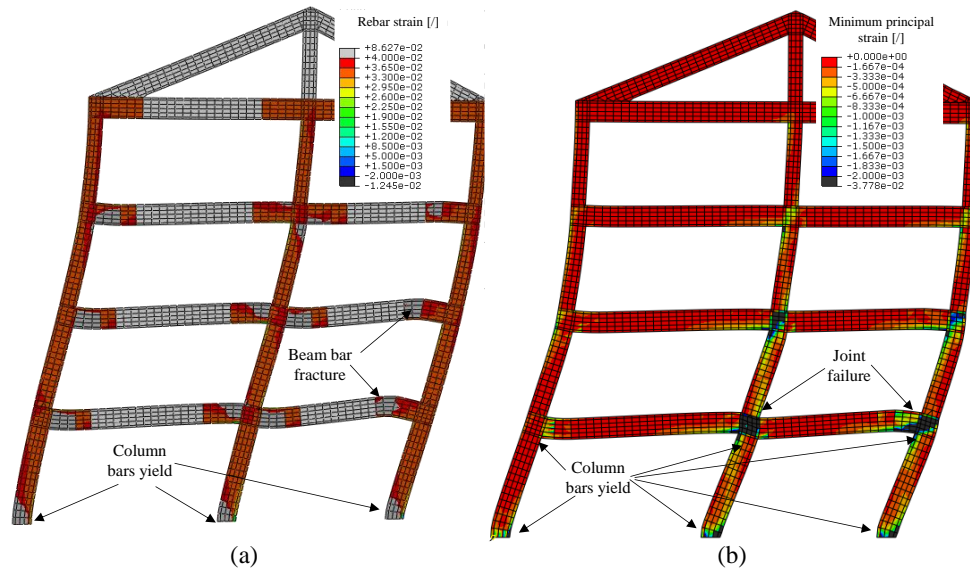 Rebar strain [/]
+8.627e-02
+4.000e-02
+3.650e-02
+3.300e-02
+2.950e-02
+2.600e-02
+2.250e-02
+1.900e-02
+1.550e-02
+1.200e-02
+8.500e-03
+5.000e-03
+1.500e-03
-2.000e-03
-1.245e-02
Beam bar
fracture
Column
bars yield
(a)
Minimum principal
strain [/]
+0.000e+00
-1.667e-04
-3.333e-04
-5.000e-04
-6.667e-04
-8.333e-04
-1.000e-03
-1.167e-03
-1.333e-03
-1.500e-03
-1.667e-03
-1.833e-03
-2.000e-03
-3.778e-02
Joint
failure
Column
bars yield
(b)